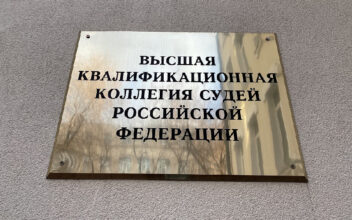 ВЫСШАЯ
КВАЛИФИКАЦИОННАЯ
КОЛЛЕГИЯ СУДЕЙ
РОССИЙСКОЙ
ФЕДЕРАЦИИ